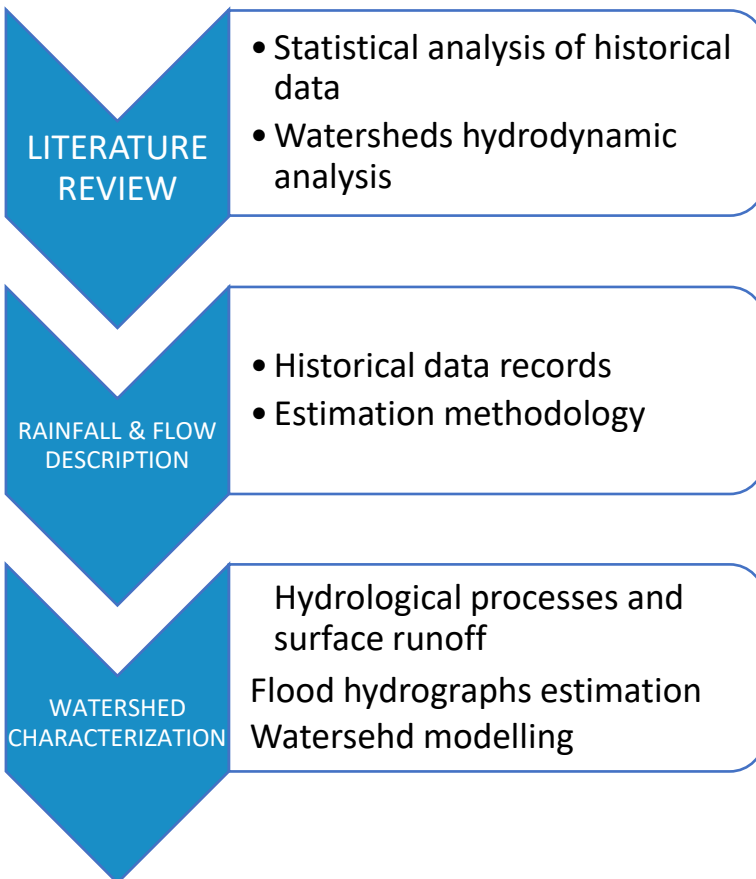 LITERATURE
REVIEW
• Statistical analysis of historical
data
• Watersheds hydrodynamic
analysis
RAINFALL & FLOW
DESCRIPTION
• Historical data records
• Estimation methodology
WATERSHED
CHARACTERIZATION
Hydrological processes and
surface runoff
Flood hydrographs estimation
Watersehd modelling